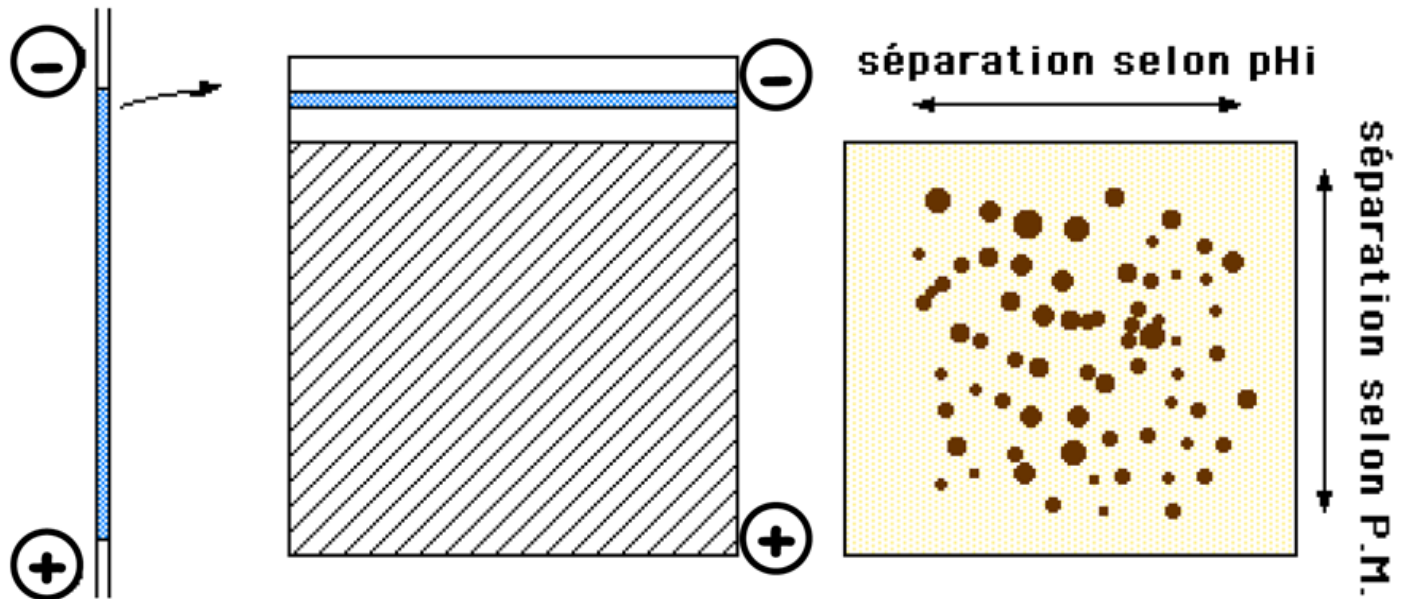 −
+
−
+
séparation selon pHi
séparation selon P.M.